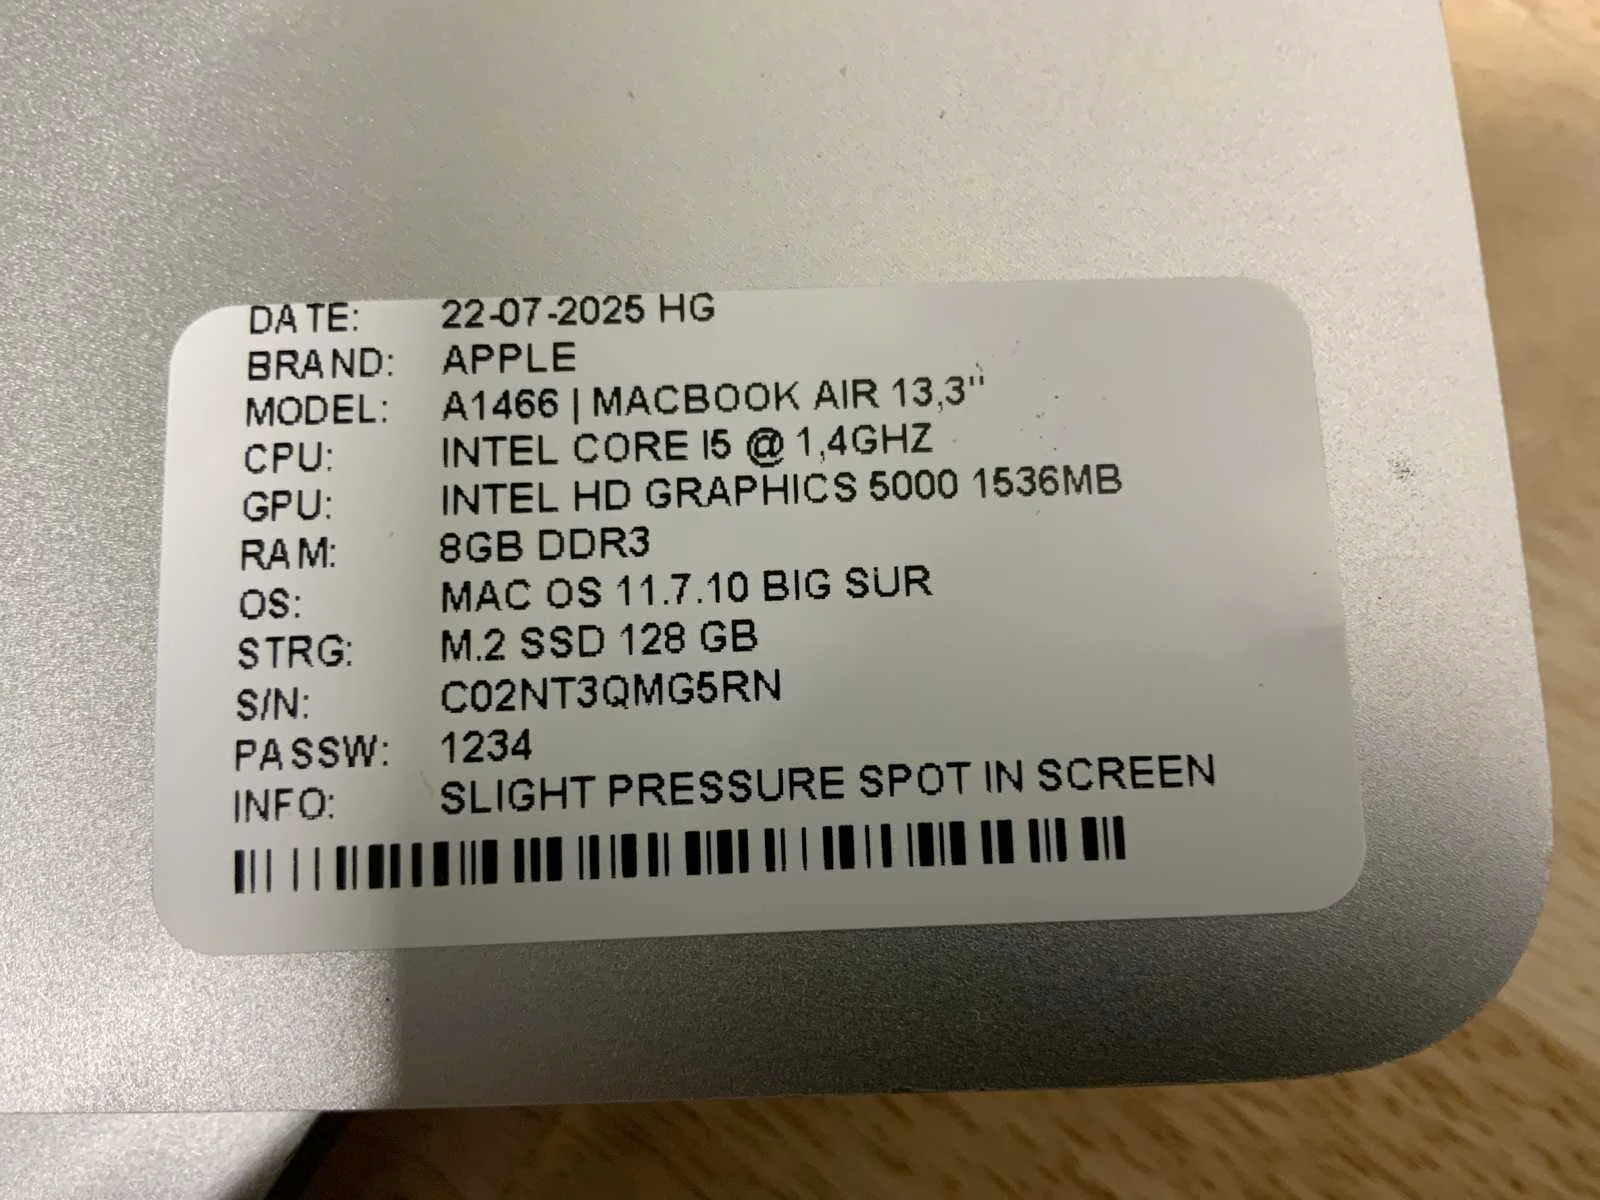 DATE: 22-07-2025 HG
BRAND: APPLE
MODEL: A1466 | MACBOOK AIR 13,3"
CPU: INTEL CORE I5 @ 1,4GHZ
GPU: INTEL HD GRAPHICS 5000 1536MB
RAM: 8GB DDR3
OS: MAC OS 11.7.10 BIG SUR
STRG: M.2 SSD 128 GB
S/N: C02NT3QMG5RN
PASSW: 1234
INFO: SLIGHT PRESSURE SPOT IN SCREEN